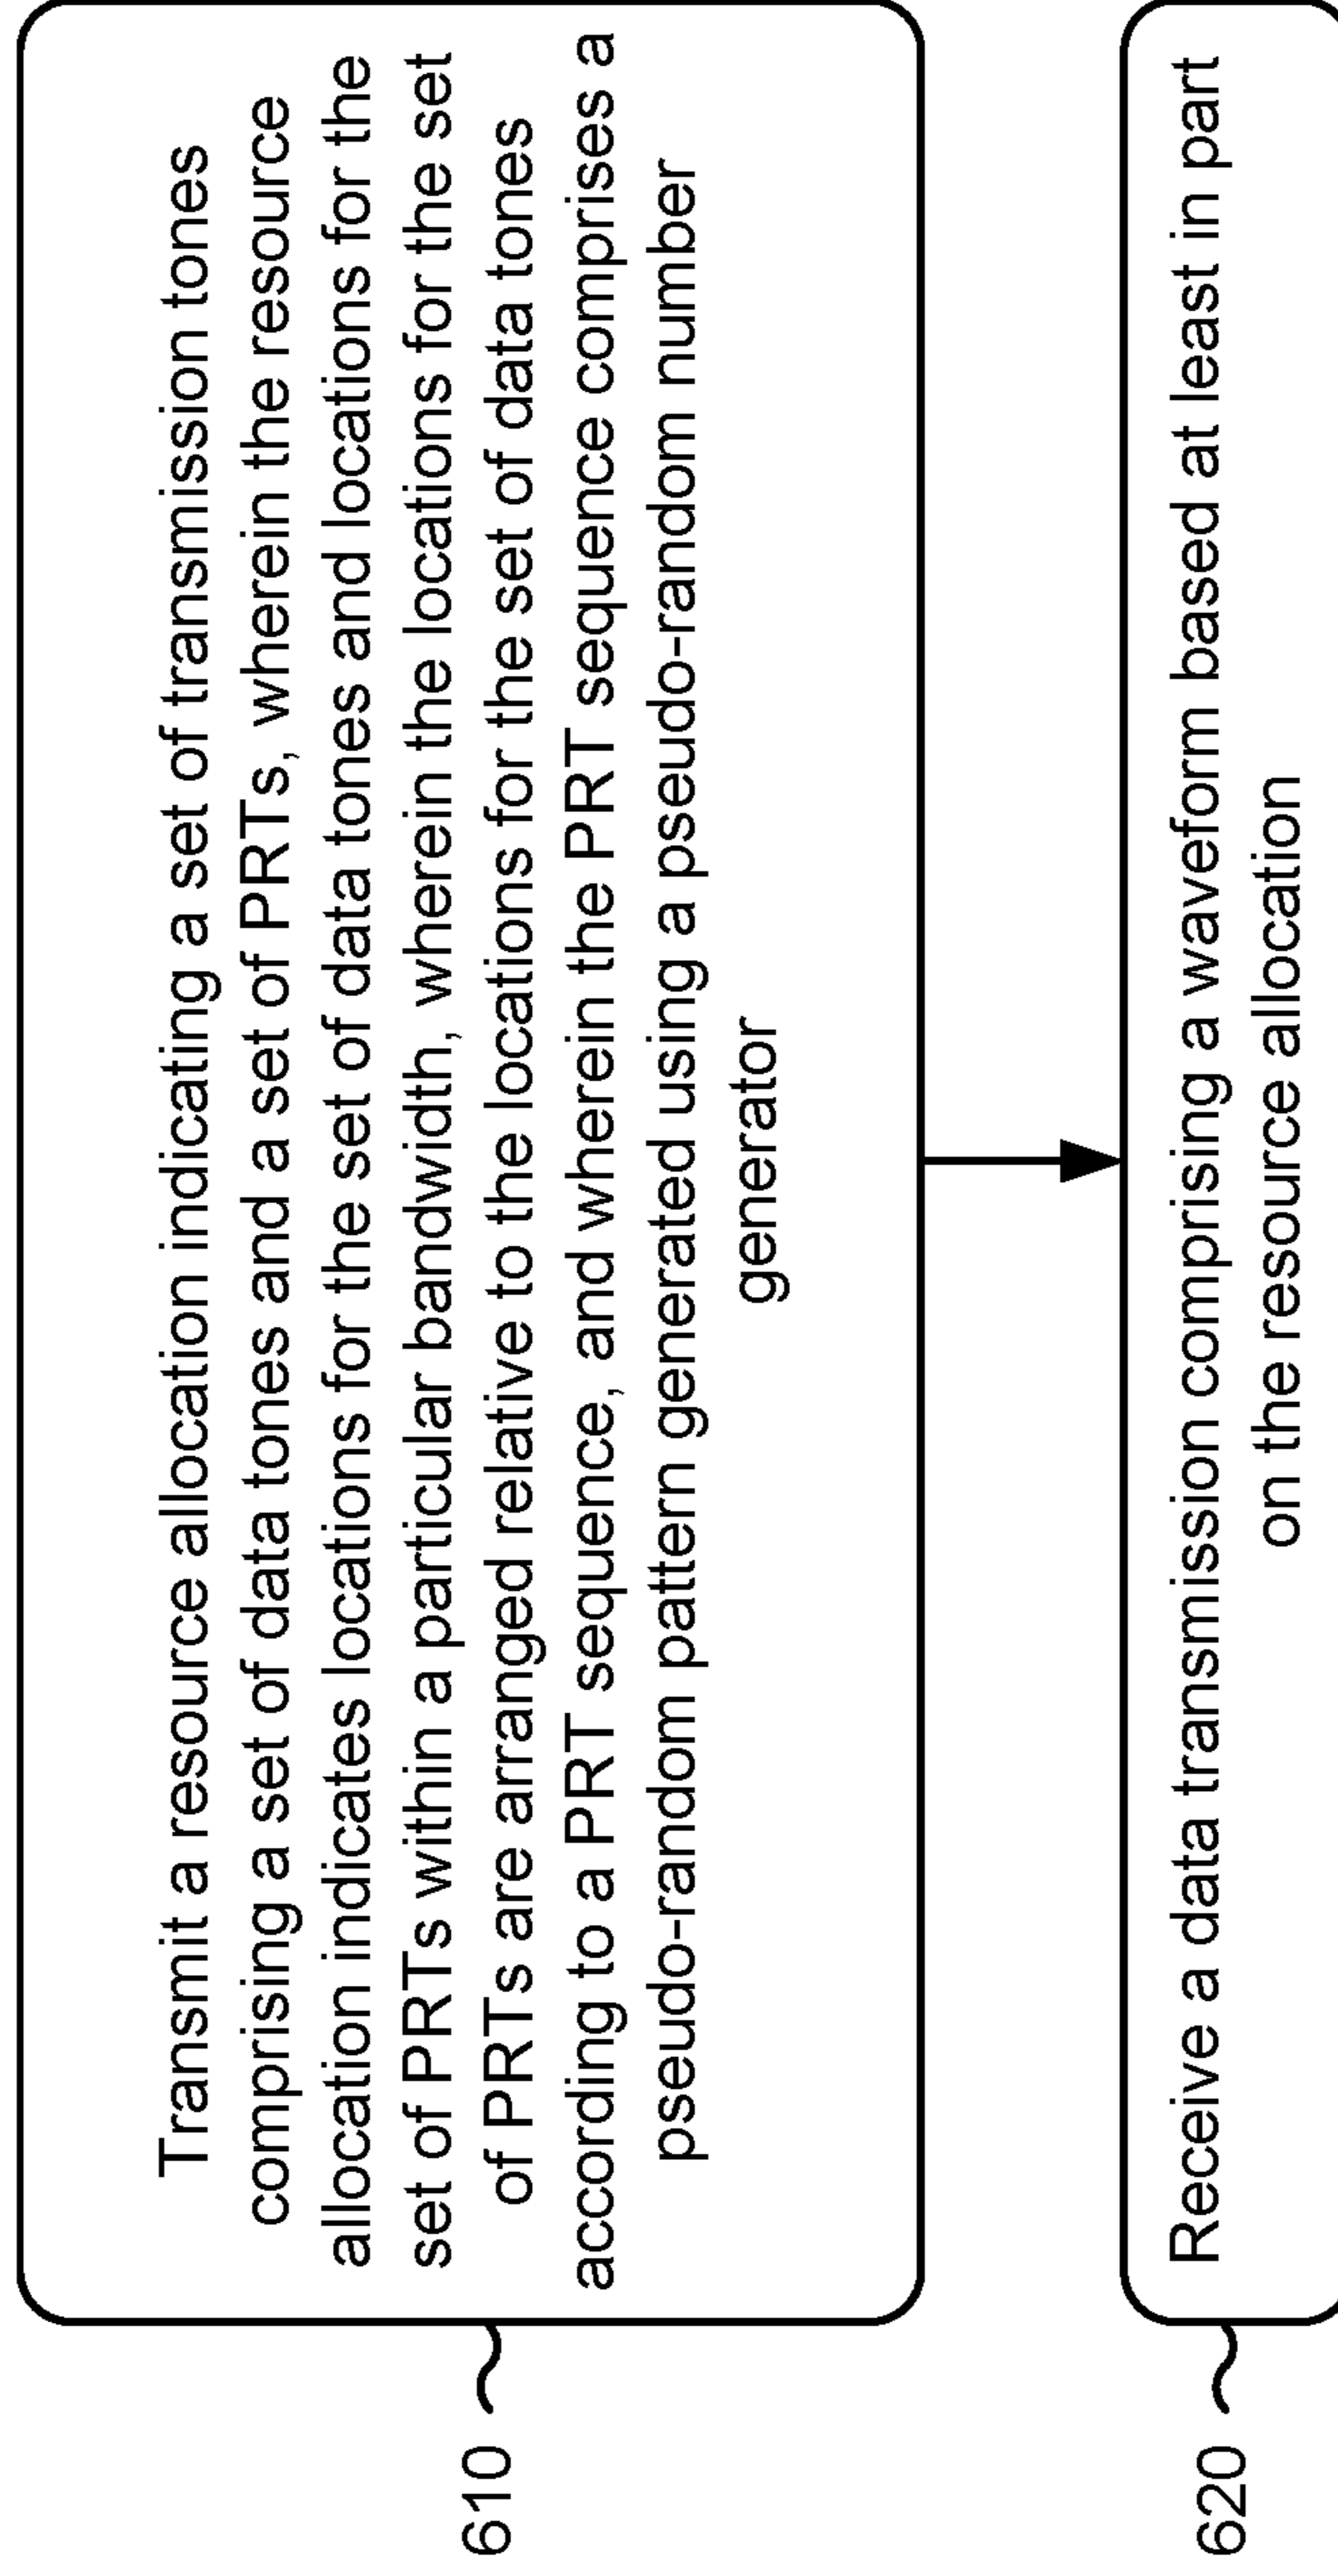 610
Transmit a resource allocation indicating a set of transmission tones
comprising a set of data tones and a set of PRTs, wherein the resource
allocation indicates locations for the set of data tones and locations for the
set of PRTs within a particular bandwidth, wherein the locations for the set
of PRTs are arranged relative to the locations for the set of data tones
according to a PRT sequence, and wherein the PRT sequence comprises a
pseudo-random pattern generated using a pseudo-random number
generator
620
Receive a data transmission comprising a waveform based at least in part
on the resource allocation